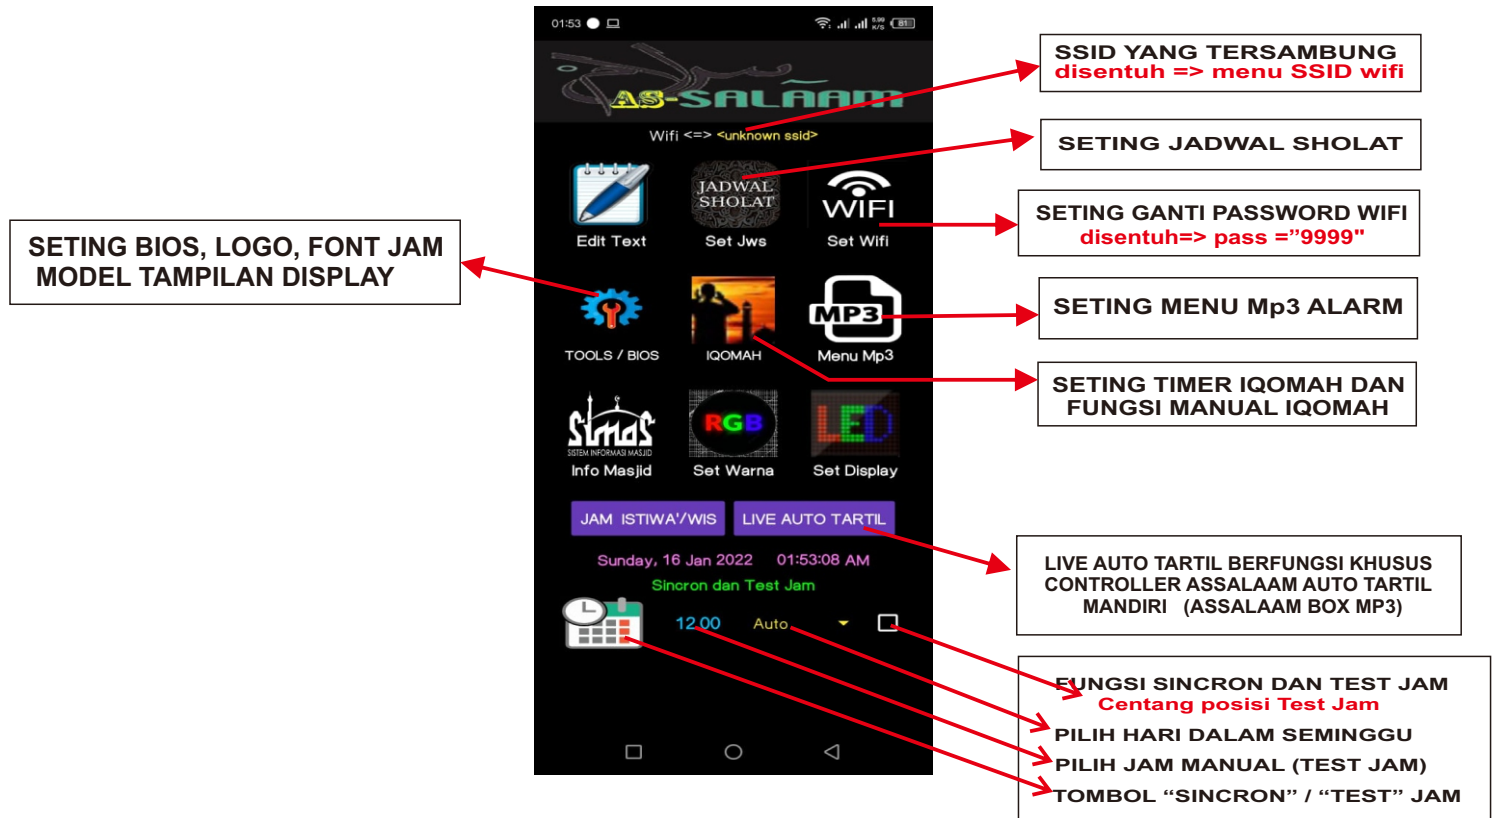 01:53
6.99
K/S
81
AS-SALÃAAM
Wifi <=> <unknown ssid>
JADWAL
SHOLAT
WIFI
Edit Text
Set Jws
Set Wifi
MP3
TOOLS / BIOS
IQOMAH
Menu Mp3
simas
SISTEM INFORMASI MASJID
RGB
LED
Info Masjid
Set Warna
Set Display
JAM ISTIWA'/WIS
LIVE AUTO TARTIL
Sunday, 16 Jan 2022 01:53:08 AM
Sincron dan Test Jam
12.00
Auto
SETING BIOS, LOGO, FONT JAM
MODEL TAMPILAN DISPLAY
SSID YANG TERSAMBUNG
disentuh => menu SSID wifi
SETING JADWAL SHOLAT
SETING GANTI PASSWORD WIFI
disentuh=> pass =”9999"
SETING MENU Mp3 ALARM
SETING TIMER IQOMAH DAN
FUNGSI MANUAL IQOMAH
LIVE AUTO TARTIL BERFUNGSI KHUSUS
CONTROLLER ASSALAAM AUTO TARTIL
MANDIRI (ASSALAAM BOX MP3)
FUNGSI SINCRON DAN TEST JAM
Centang posisi Test Jam
PILIH HARI DALAM SEMINGGU
PILIH JAM MANUAL (TEST JAM)
TOMBOL “SINCRON” / “TEST” JAM